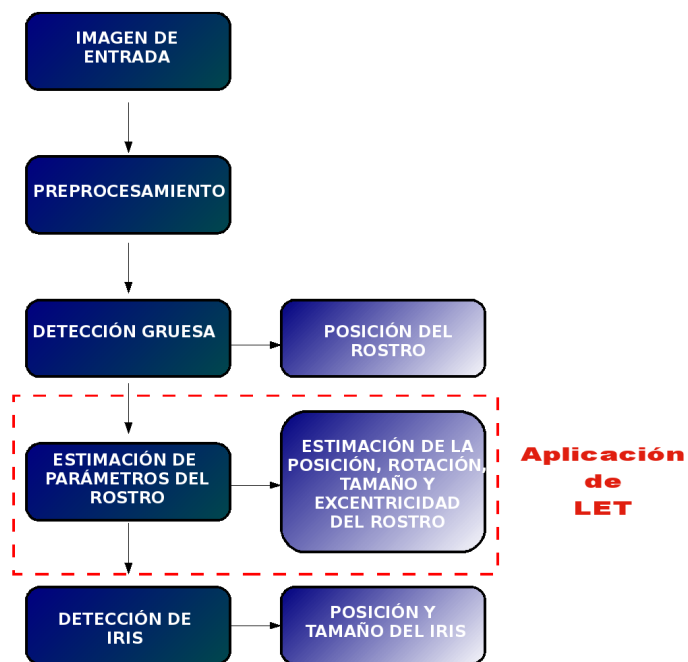 IMAGEN DE
ENTRADA
PREPROCESAMIENTO
DETECCIÓN GRUESA
POSICIÓN DEL
ROSTRO
ESTIMACIÓN DE
PARÁMETROS DEL
ROSTRO
ESTIMACIÓN DE LA
POSICIÓN, ROTACIÓN,
TAMAÑO Y
EXCENTRICIDAD
DEL ROSTRO
Aplicación
de
LET
DETECCIÓN DE
IRIS
POSICIÓN Y
TAMAÑO DEL IRIS